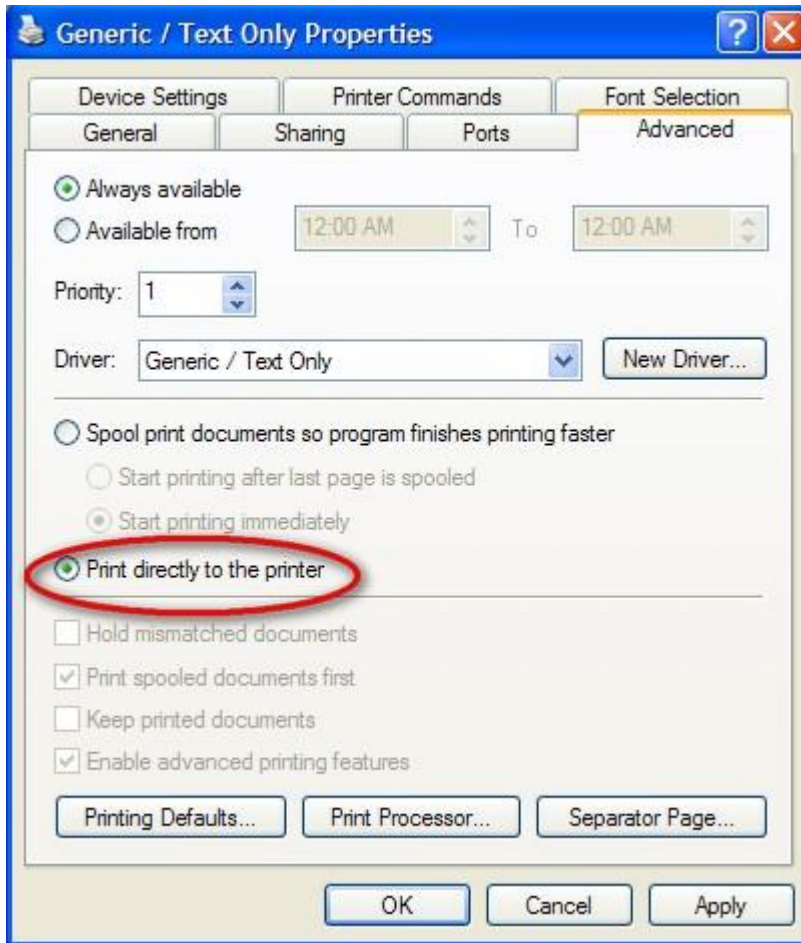 Generic / Text Only Properties
?
Device Settings Printer Commands Font Selection
General Sharing Ports Advanced
Always available
Available from 12:00 AM To 12:00 AM
Priority: 1
Driver: Generic / Text Only New Driver...
Spool print documents so program finishes printing faster
Start printing after last page is spooled
Start printing immediately
Print directly to the printer
Hold mismatched documents
Print spooled documents first
Keep printed documents
Enable advanced printing features
Printing Defaults... Print Processor... Separator Page...
OK Cancel Apply